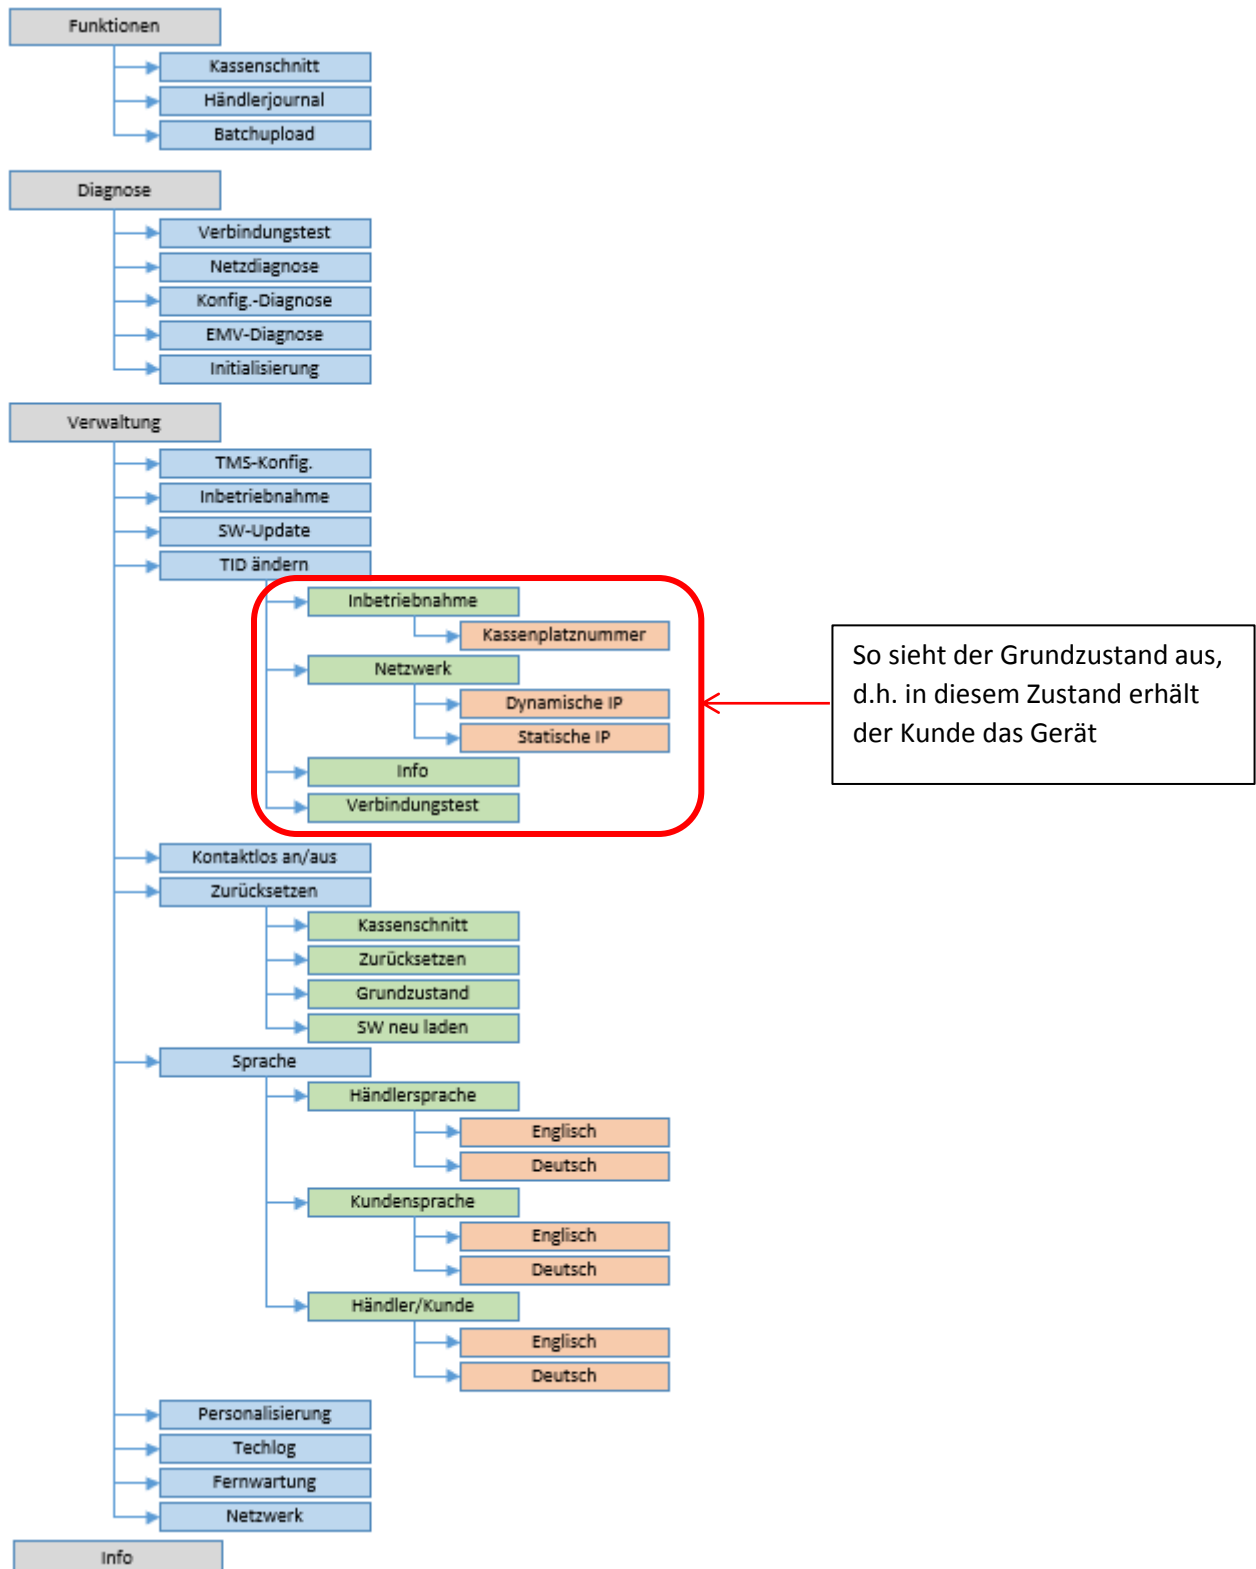 Funktionen
Kassenschnitt
Händlerjournal
Batchupload
Diagnose
Verbindungstest
Netzdiagnose
Konfig.-Diagnose
EMV-Diagnose
Initialisierung
Verwaltung
TMS-Konfig.
Inbetriebnahme
SW-Update
TID ändern
Inbetriebnahme
Kassenplatznummer
Netzwerk
Dynamische IP
Statische IP
Info
Verbindungstest
So sieht der Grundzustand aus,
d.h. in diesem Zustand erhält
der Kunde das Gerät
Kontaktlos an/aus
Zurücksetzen
Kassenschnitt
Zurücksetzen
Grundzustand
SW neu laden
Sprache
Händlersprache
Englisch
Deutsch
Kundensprache
Englisch
Deutsch
Händler/Kunde
Englisch
Deutsch
Personalisierung
Techlog
Fernwartung
Netzwerk
Info